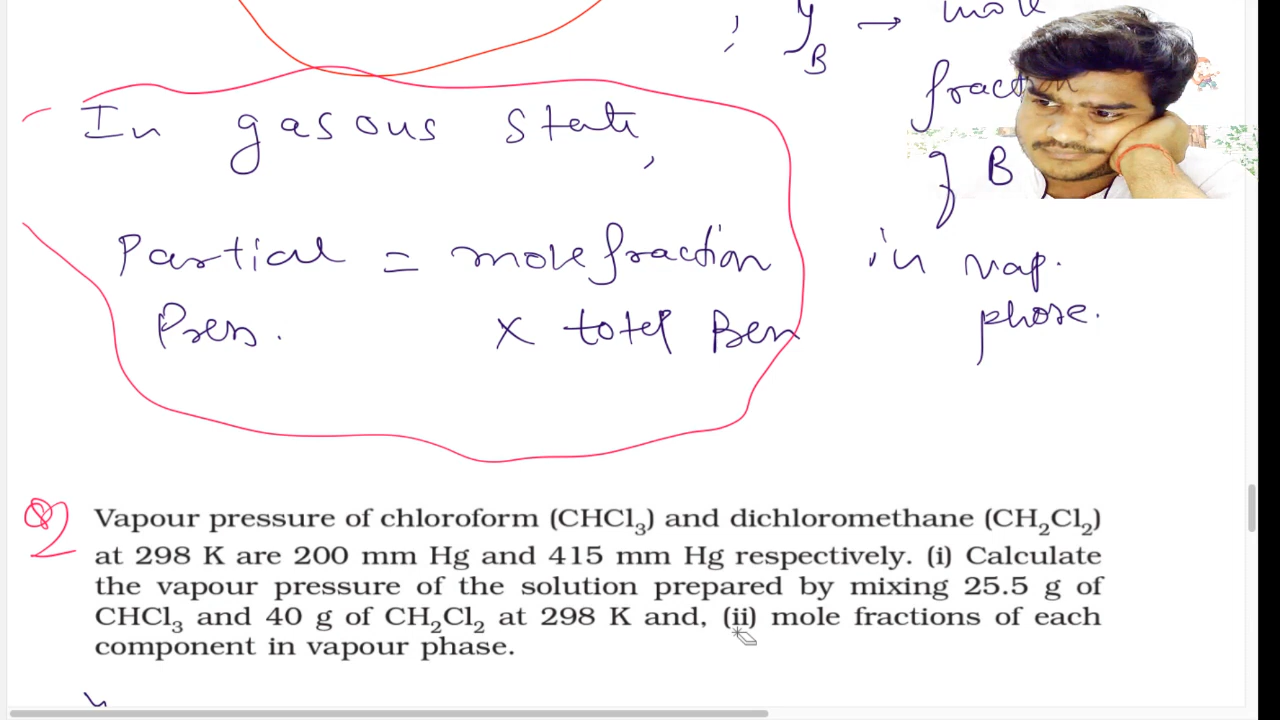 ; y_B → mole
fract
In gasous state,
g B
Partial = mole fraction
in vap.
Pres. × total
phase.
Q
Vapour pressure of chloroform (CHCl₃) and dichloromethane (CH₂Cl₂)
at 298 K are 200 mm Hg and 415 mm Hg respectively. (i) Calculate
the vapour pressure of the solution prepared by mixing 25.5 g of
CHCl₃ and 40 g of CH₂Cl₂ at 298 K and, (ii) mole fractions of each
component in vapour phase.